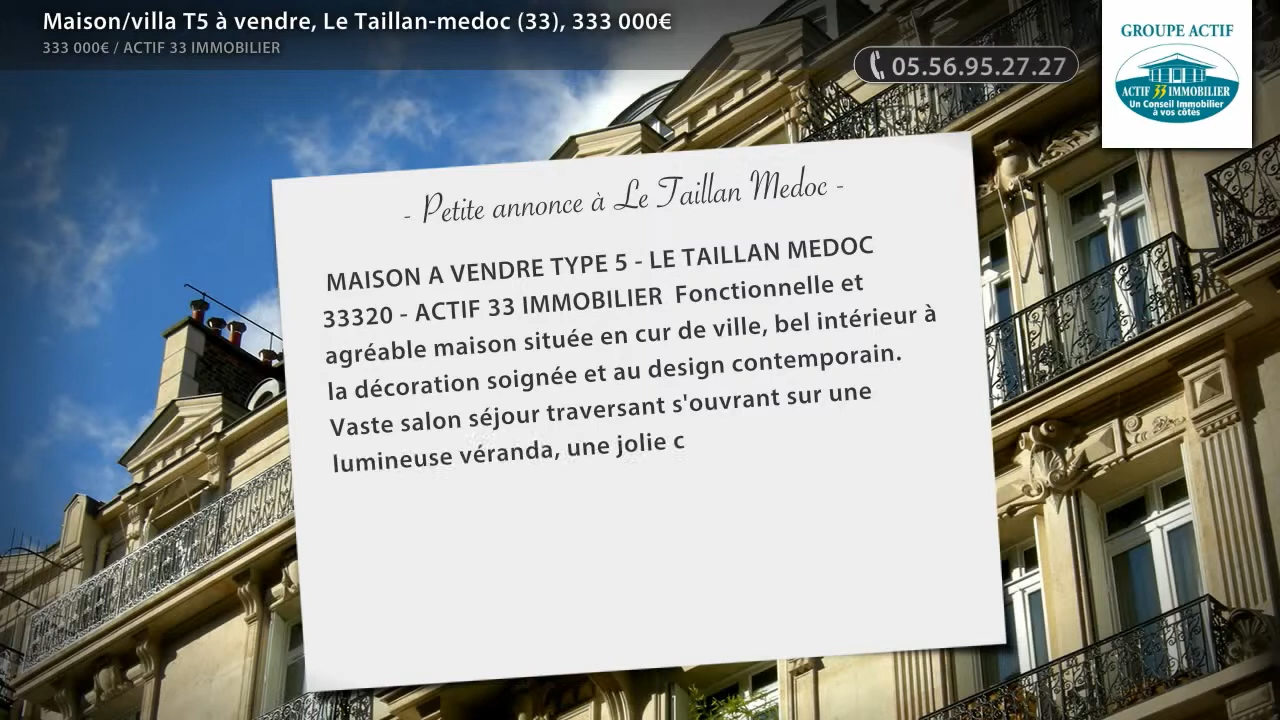 Maison/villa T5 à vendre, Le Taillan-medoc (33), 333 000€
333 000€ / ACTIF 33 IMMOBILIER
05.56.95.27.27
GROUPE ACTIF
ACTIF 33 IMMOBILIER
Un Conseil Immobilier
à vos côtés
- Petite annonce à Le Taillan Medoc -
MAISON A VENDRE TYPE 5 - LE TAILLAN MEDOC
33320 - ACTIF 33 IMMOBILIER  Fonctionnelle et
agréable maison située en cur de ville, bel intérieur à
la décoration soignée et au design contemporain.
Vaste salon séjour traversant s'ouvrant sur une
lumineuse véranda, une jolie c